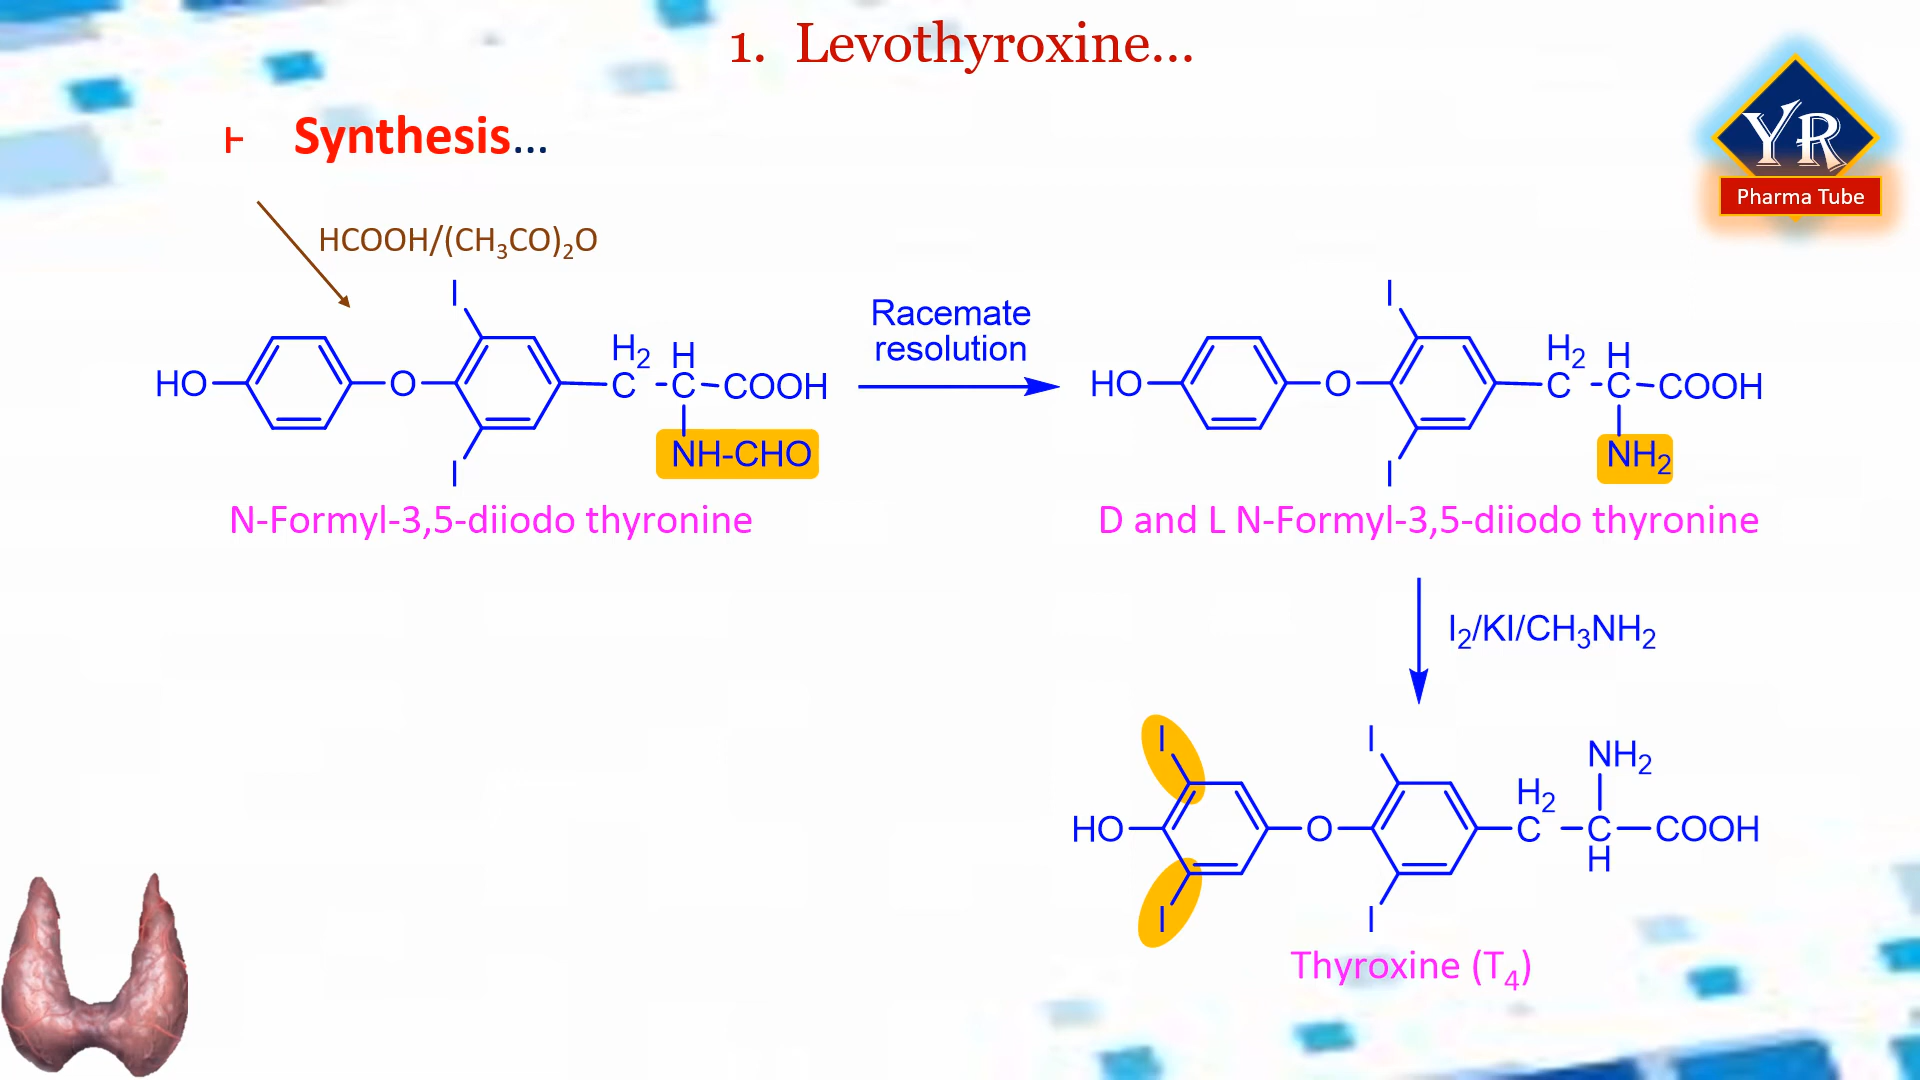 1. Levothyroxine...
YR
Pharma Tube
⊢ Synthesis...
HCOOH/(CH₃CO)₂O
I
HO
O
I
H₂
C
H
C
COOH
NH-CHO
N-Formyl-3,5-diiodo thyronine
Racemate
resolution
I
HO
O
I
H₂
C
H
C
COOH
NH₂
D and L N-Formyl-3,5-diiodo thyronine
I₂/KI/CH₃NH₂
I
I
HO
O
I
I
H₂
C
NH₂
C
H
COOH
Thyroxine (T₄)